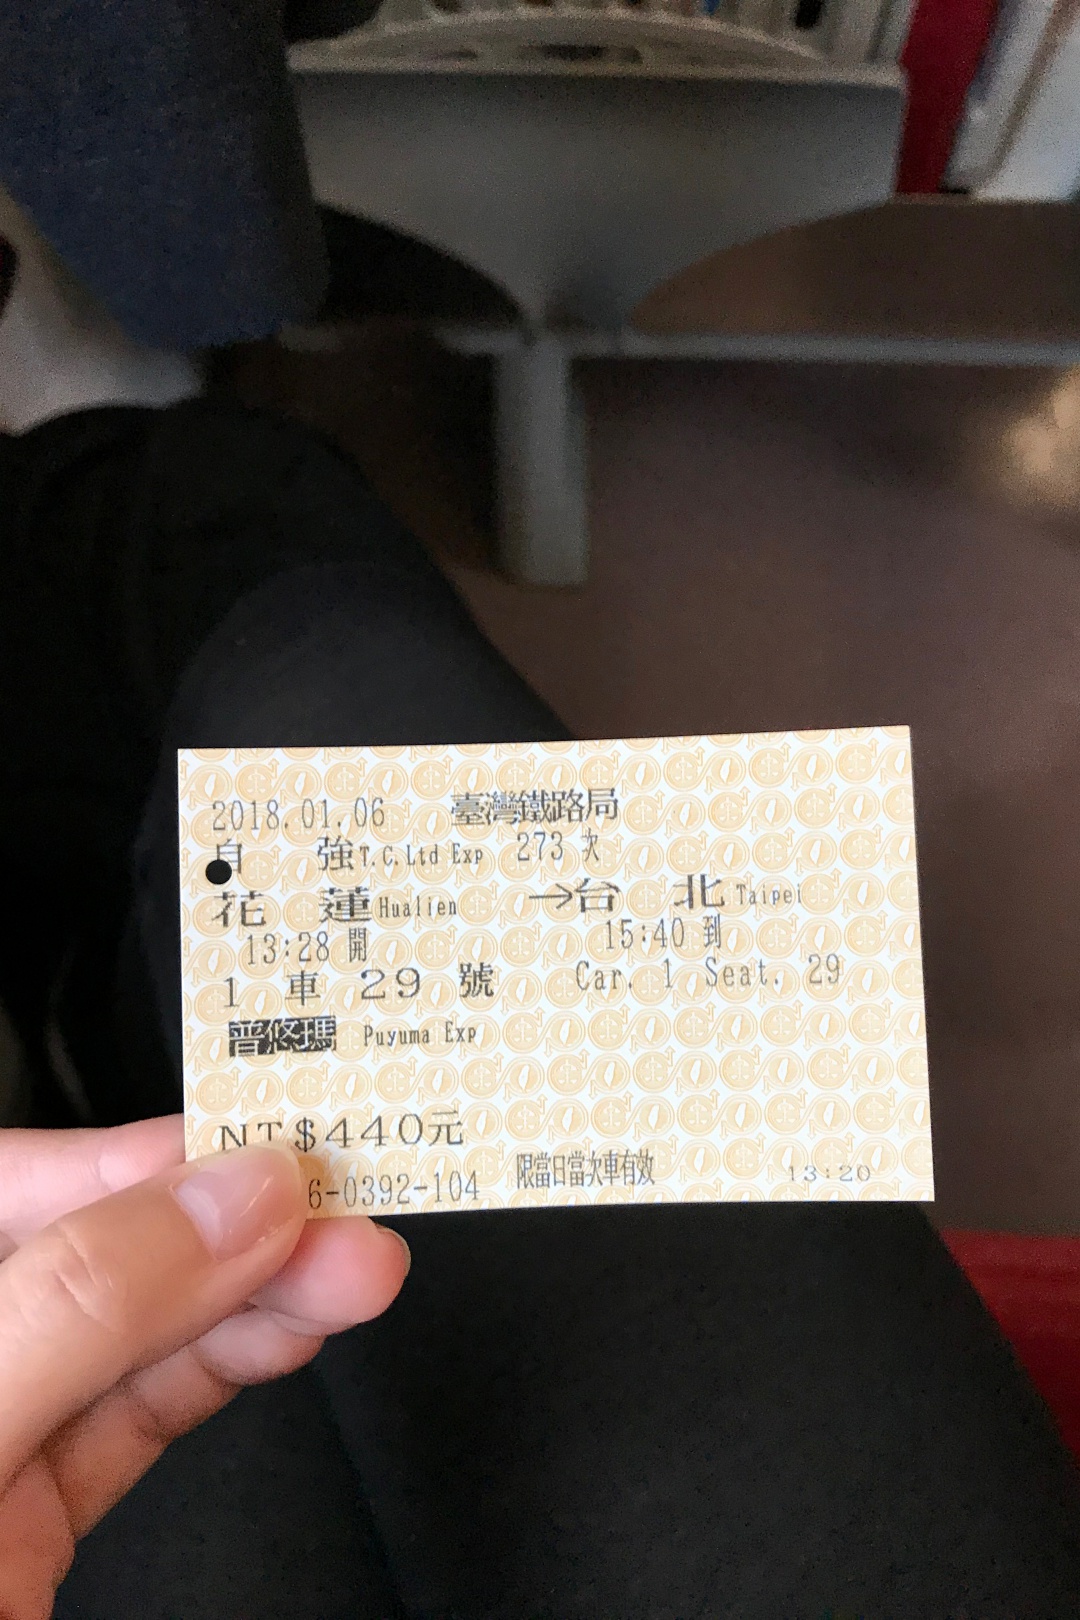 2018.01.06 臺灣鐵路局
自 強 T.C.Ltd Exp 273 次
花 蓮 Hualien →台 北 Taipei
13:28 開 15:40 到
1 車 29 號 Car. 1 Seat. 29
普悠瑪 Puyuma Exp
NT$440元
6-0392-104 限當日當次車有效 13:20